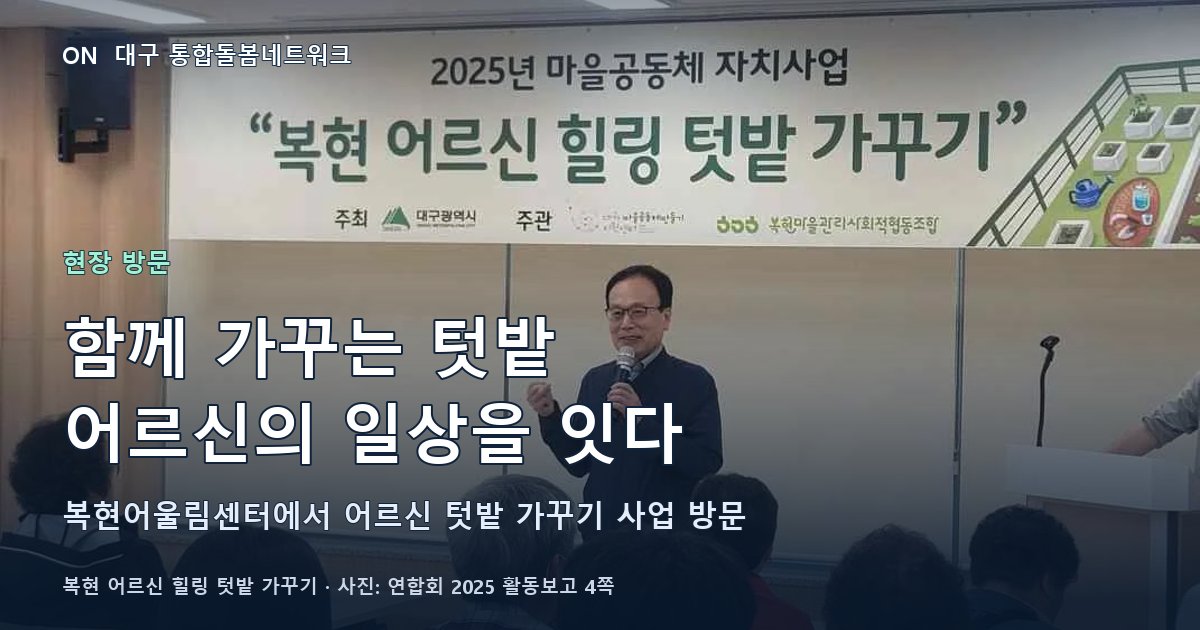 ON 대구 통합돌봄네트워크
2025년 마을공동체 자치사업
“복현 어르신 힐링 텃밭 가꾸기”
주최 대구광역시 주관 복현마을관리사회적협동조합
현장 방문
함께 가꾸는 텃밭
어르신의 일상을 잇다
복현어울림센터에서 어르신 텃밭 가꾸기 사업 방문
복현 어르신 힐링 텃밭 가꾸기 · 사진: 연합회 2025 활동보고 4쪽